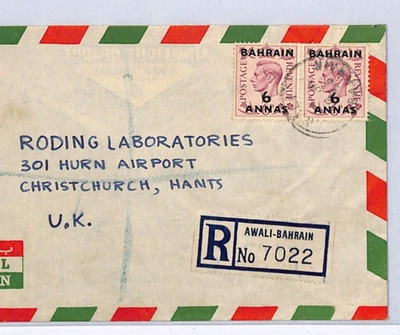 BAHRAIN BAHRAIN
POSTAGE REVENUE POSTAGE REVENUE
6 6
ANNAS ANNAS
RODING LABORATORIES
301 HURN AIRPORT
CHRISTCHURCH, HANTS
U.K.
AWALI-BAHRAIN
R No 7022